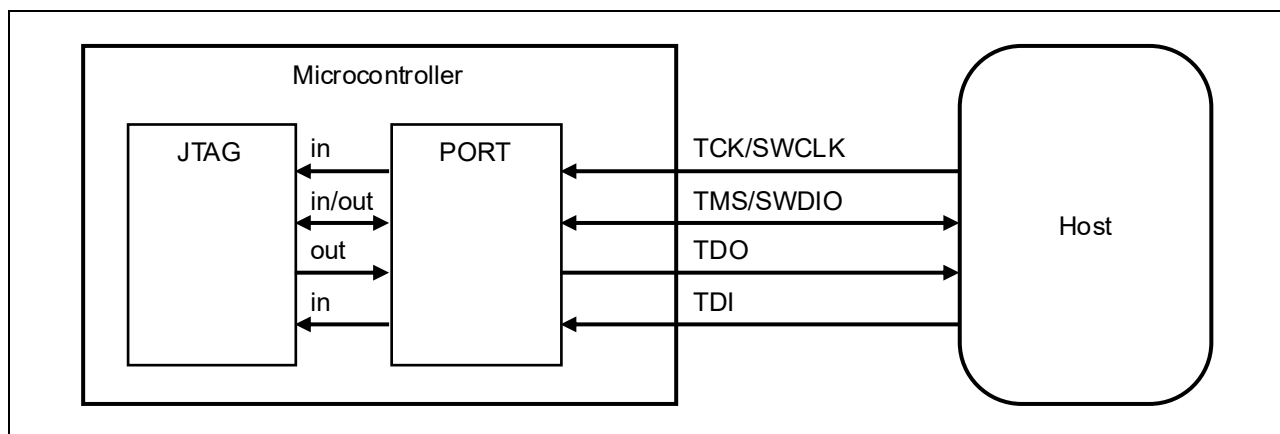 Microcontroller
JTAG
in
in/out
out
in
PORT
TCK/SWCLK
TMS/SWDIO
TDO
TDI
Host